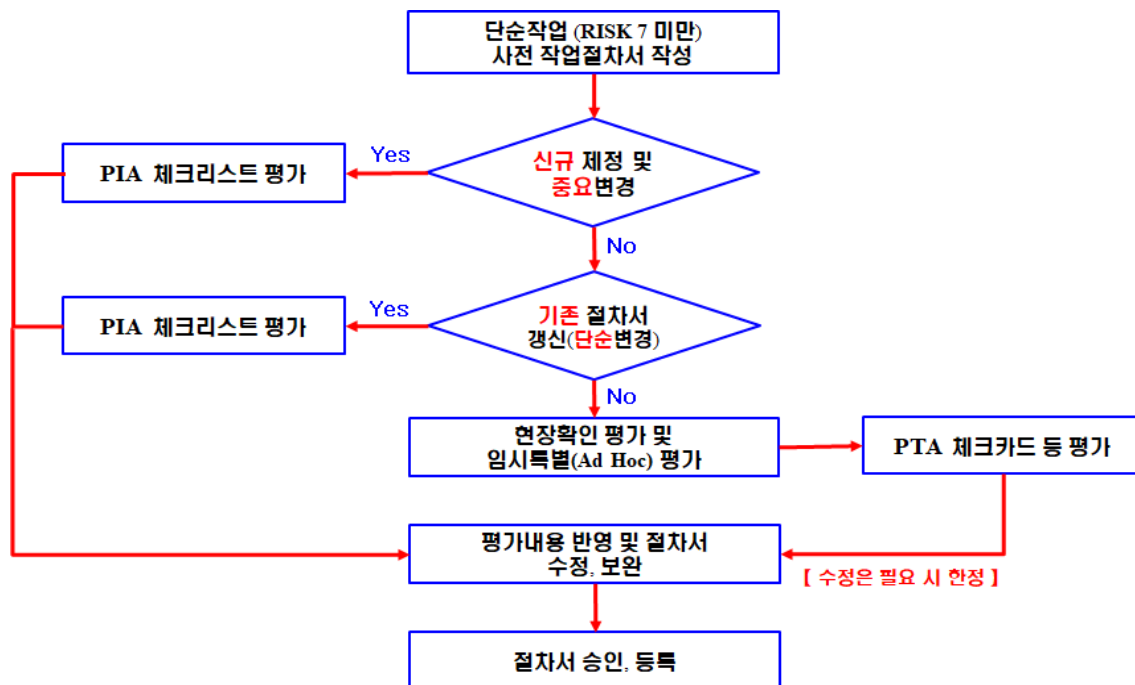 단순작업 (RISK 7 미만)
사전 작업절차서 작성
Yes
PIA 체크리스트 평가
신규 제정 및
중요변경
No
Yes
PIA 체크리스트 평가
기존 절차서
갱신(단순변경)
No
현장확인 평가 및
임시특별(Ad Hoc) 평가
PTA 체크카드 등 평가
평가내용 반영 및 절차서
수정, 보완
【 수정은 필요 시 한정 】
절차서 승인, 등록